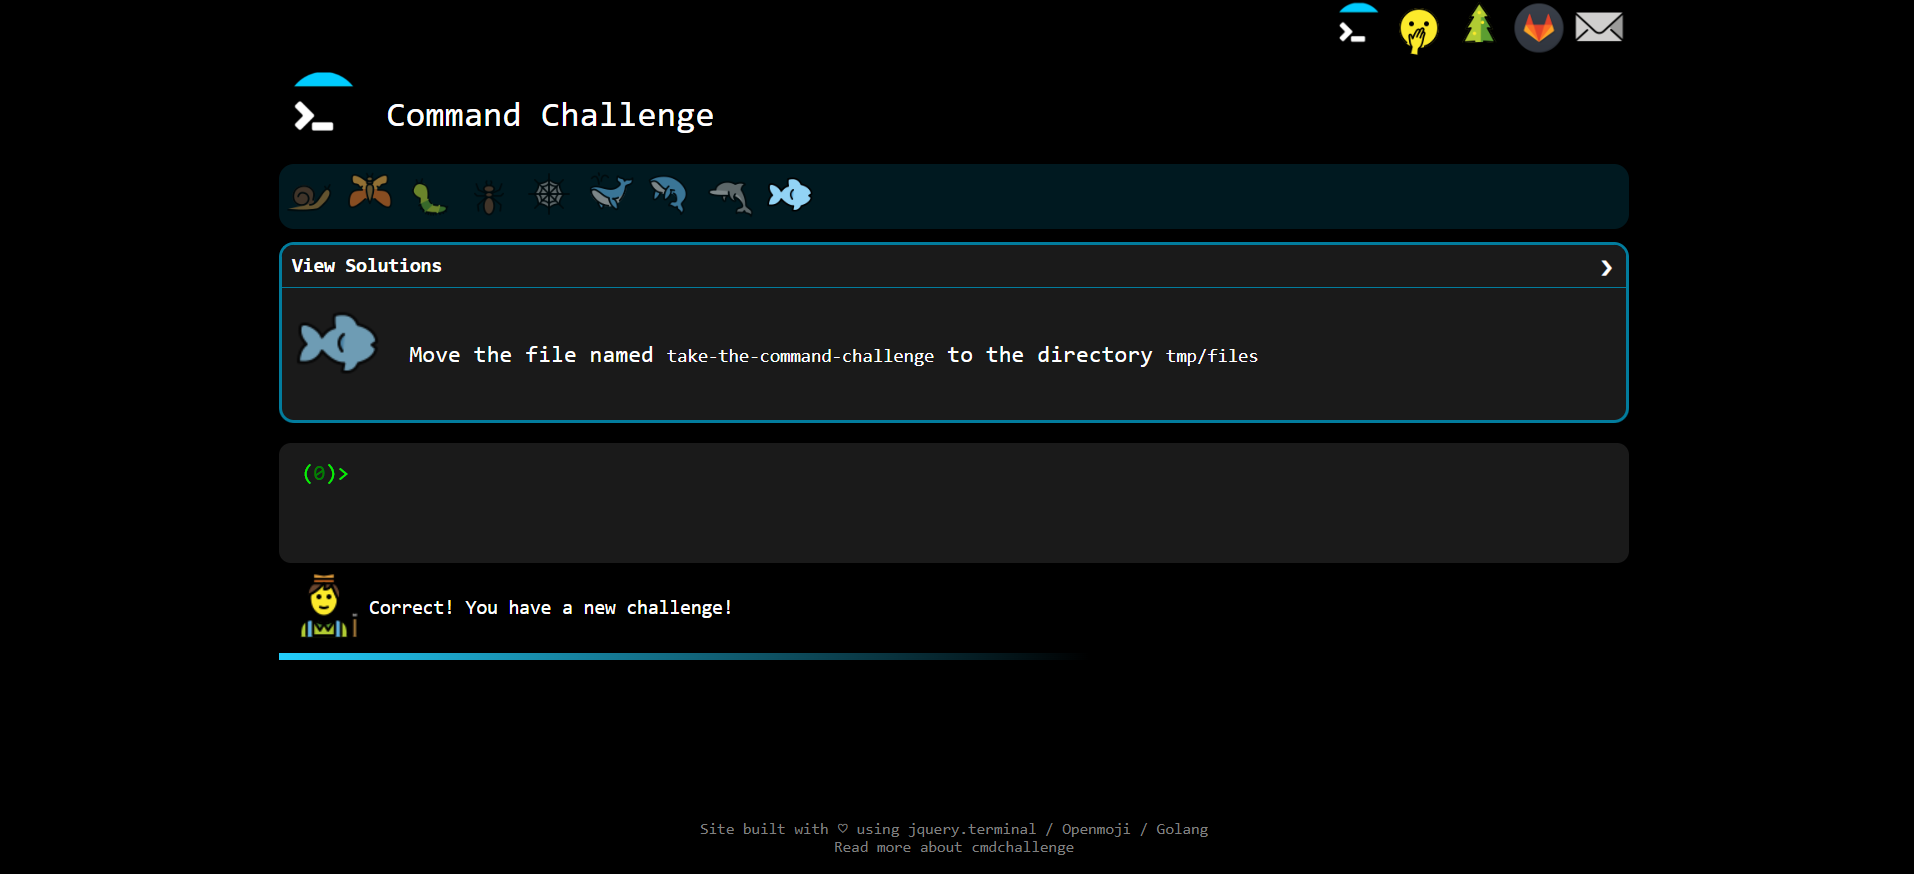 Command Challenge
View Solutions
Move the file named take-the-command-challenge to the directory tmp/files
(0)>
Correct! You have a new challenge!
Site built with ♡ using jquery.terminal / Openmoji / Golang
Read more about cmdchallenge